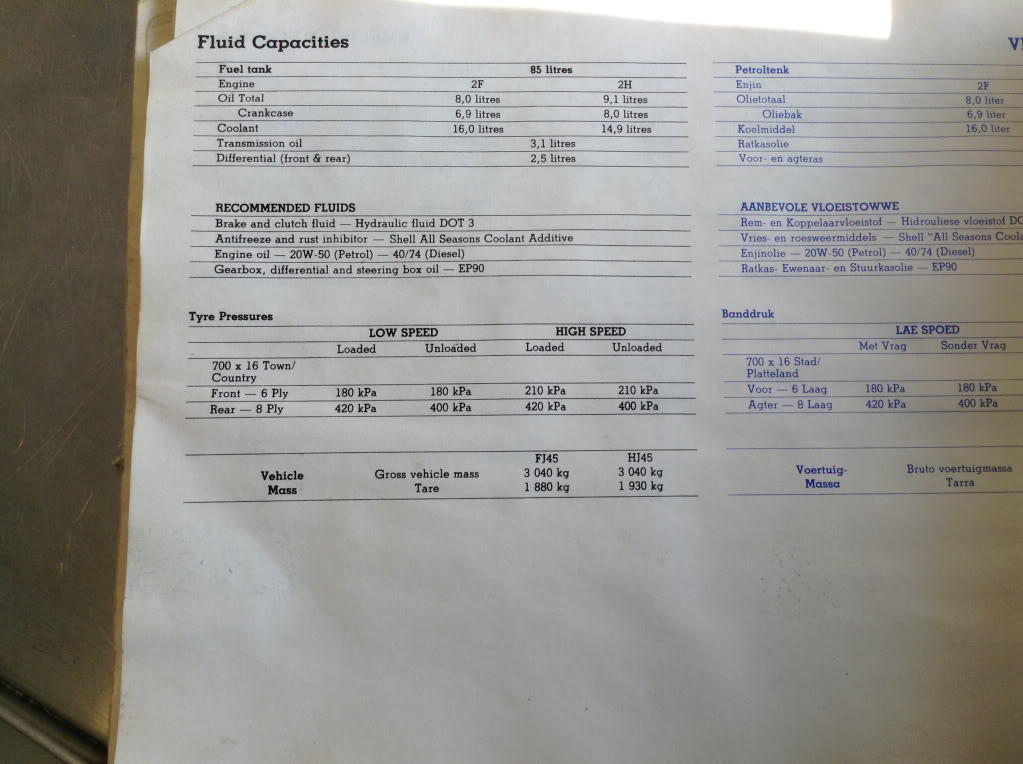 Fluid Capacities
Fuel tank 85 litres
Engine 2F 2H
Oil Total 8,0 litres 9,1 litres
Crankcase 6,9 litres 8,0 litres
Coolant 16,0 litres 14,9 litres
Transmission oil 3,1 litres
Differential (front & rear) 2,5 litres
RECOMMENDED FLUIDS
Brake and clutch fluid — Hydraulic fluid DOT 3
Antifreeze and rust inhibitor — Shell All Seasons Coolant Additive
Engine oil — 20W-50 (Petrol) — 40/74 (Diesel)
Gearbox, differential and steering box oil — EP90
Tyre Pressures
LOW SPEED HIGH SPEED
Loaded Unloaded Loaded Unloaded
700 x 16 Town/
Country
Front — 6 Ply 180 kPa 180 kPa 210 kPa 210 kPa
Rear — 8 Ply 420 kPa 400 kPa 420 kPa 400 kPa
FJ45 HJ45
Vehicle Gross vehicle mass 3 040 kg 3 040 kg
Mass Tare 1 880 kg 1 930 kg
Petroltenk
Enjin 2F
Olietotaal 8,0 liter
Oliebak 6,9 liter
Koelmiddel 16,0 liter
Ratkasolie
Voor- en agteras
AANBEVOLE VLOEISTOWWE
Rem- en Koppelaarvloeistof — Hidrouliese vloeistof
Vries- en roesweermiddels — Shell "All Seasons
Enjinolie — 20W-50 (Petrol) — 40/74 (Diesel)
Ratkas- Ewenaar- en Stuurkasolie — EP90
Banddruk
LAE SPOED
Met Vrag Sonder Vrag
700 x 16 Stad/
Platteland
Voor — 6 Laag 180 kPa 180 kPa
Agter — 8 Laag 420 kPa 400 kPa
Voertuig- Bruto voertuigmassa
Massa Tarra